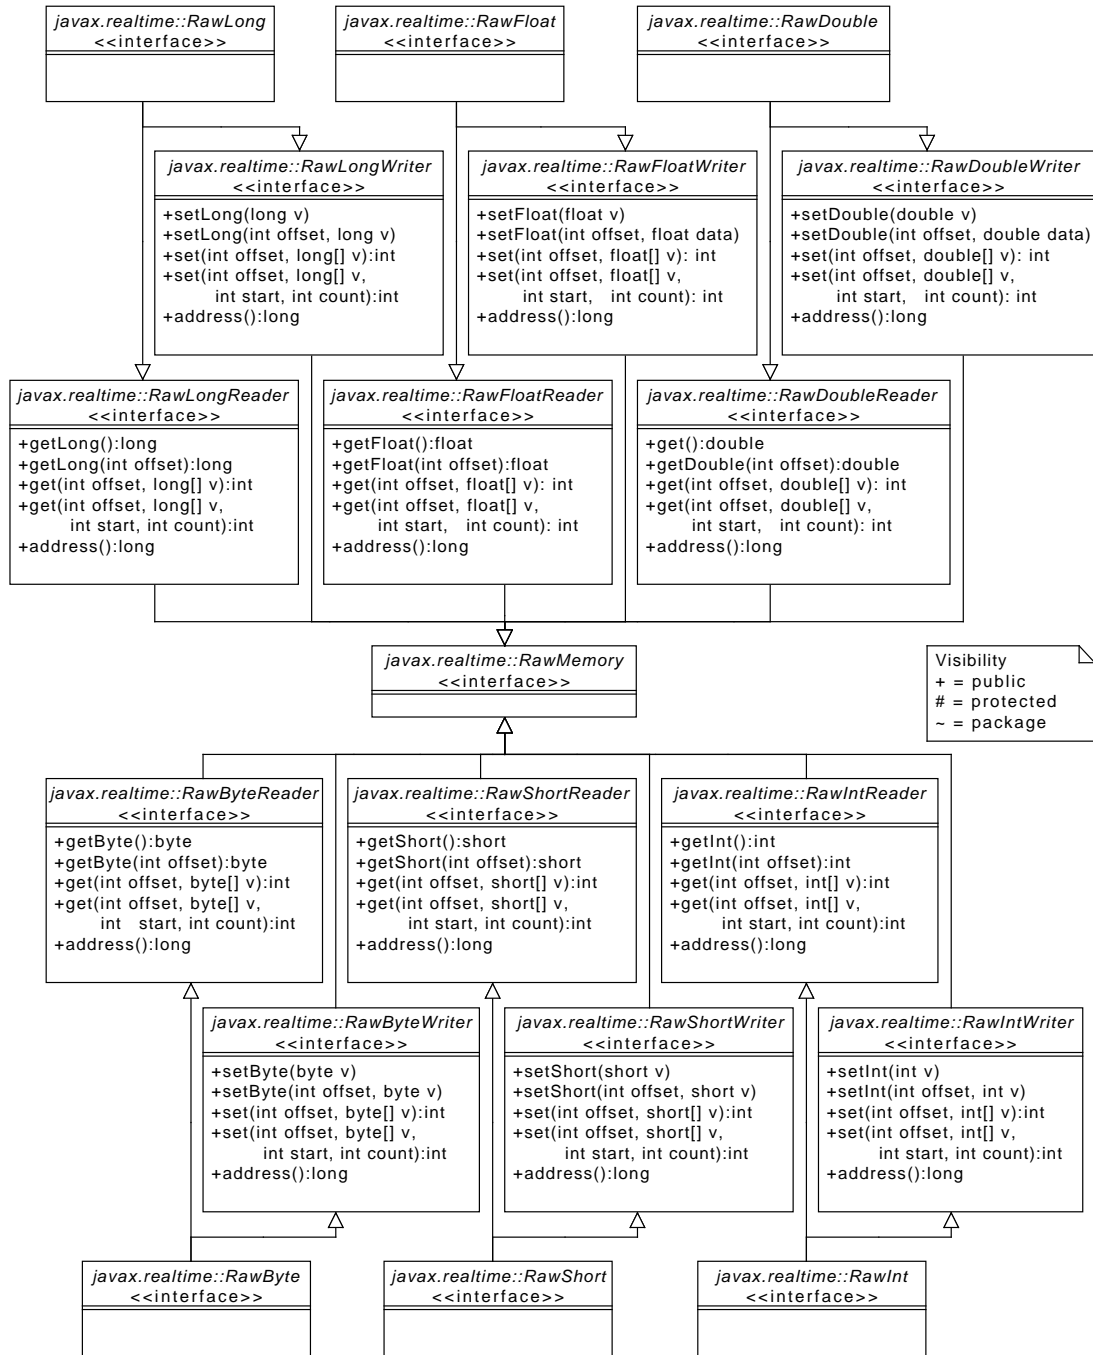 javax.realtime::RawLong
<<interface>>
javax.realtime::RawFloat
<<interface>>
javax.realtime::RawDouble
<<interface>>
javax.realtime::RawLongWriter
<<interface>>
+setLong(long v)
+setLong(int offset, long v)
+set(int offset, long[] v):int
+set(int offset, long[] v,
int start, int count):int
+address():long
javax.realtime::RawFloatWriter
<<interface>>
+setFloat(float v)
+setFloat(int offset, float data)
+set(int offset, float[] v): int
+set(int offset, float[] v,
int start, int count): int
+address():long
javax.realtime::RawDoubleWriter
<<interface>>
+setDouble(double v)
+setDouble(int offset, double data)
+set(int offset, double[] v): int
+set(int offset, double[] v,
int start, int count): int
+address():long
javax.realtime::RawLongReader
<<interface>>
+getLong():long
+getLong(int offset):long
+get(int offset, long[] v):int
+get(int offset, long[] v,
int start, int count):int
+address():long
javax.realtime::RawFloatReader
<<interface>>
+getFloat():float
+getFloat(int offset):float
+get(int offset, float[] v): int
+get(int offset, float[] v,
int start, int count): int
+address():long
javax.realtime::RawDoubleReader
<<interface>>
+get():double
+getDouble(int offset):double
+get(int offset, double[] v): int
+get(int offset, double[] v,
int start, int count): int
+address():long
javax.realtime::RawMemory
<<interface>>
Visibility
+ = public
# = protected
~ = package
javax.realtime::RawByteReader
<<interface>>
+getByte():byte
+getByte(int offset):byte
+get(int offset, byte[] v):int
+get(int offset, byte[] v,
int start, int count):int
+address():long
javax.realtime::RawShortReader
<<interface>>
+getShort():short
+getShort(int offset):short
+get(int offset, short[] v):int
+get(int offset, short[] v,
int start, int count):int
+address():long
javax.realtime::RawIntReader
<<interface>>
+getInt():int
+getInt(int offset):int
+get(int offset, int[] v):int
+get(int offset, int[] v,
int start, int count):int
+address():long
javax.realtime::RawByteWriter
<<interface>>
+setByte(byte v)
+setByte(int offset, byte v)
+set(int offset, byte[] v):int
+set(int offset, byte[] v,
int start, int count):int
+address():long
javax.realtime::RawShortWriter
<<interface>>
+setShort(short v)
+setShort(int offset, short v)
+set(int offset, short[] v):int
+set(int offset, short[] v,
int start, int count):int
+address():long
javax.realtime::RawIntWriter
<<interface>>
+setInt(int v)
+setInt(int offset, int v)
+set(int offset, int[] v):int
+set(int offset, int[] v,
int start, int count):int
+address():long
javax.realtime::RawByte
<<interface>>
javax.realtime::RawShort
<<interface>>
javax.realtime::RawInt
<<interface>>